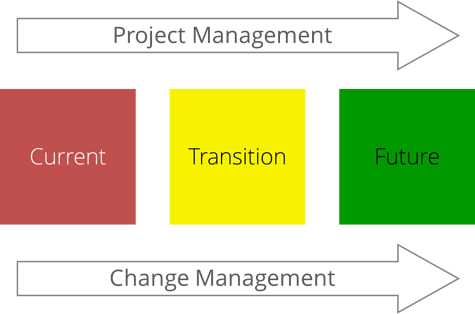 Project Management
Current
Transition
Future
Change Management